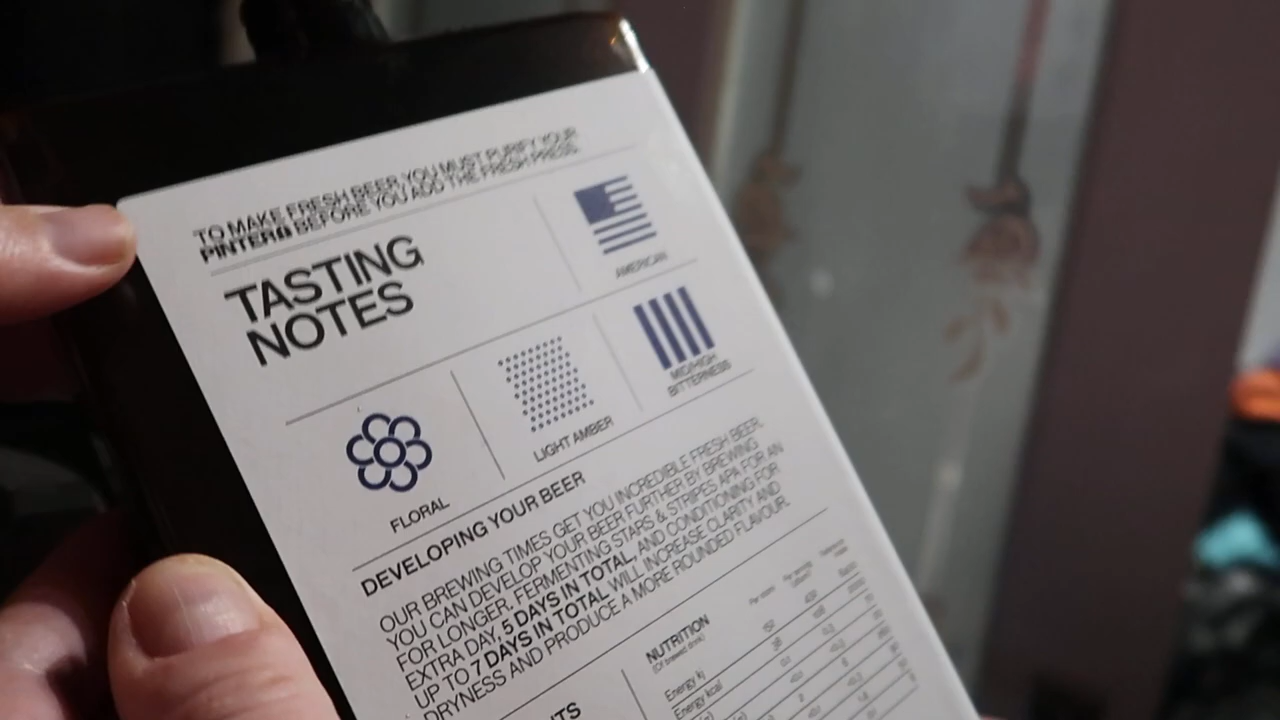 TO MAKE FRESH BEER YOU MUST PURIFY YOUR
PINTER BEFORE YOU ADD THE FRESH PRESS.
TASTING
NOTES
AMERICAN
MID/HIGH
BITTERNESS
LIGHT AMBER
FLORAL
DEVELOPING YOUR BEER
OUR BREWING TIMES GET YOU INCREDIBLE FRESH BEER.
YOU CAN DEVELOP YOUR BEER FURTHER BY BREWING
FOR LONGER. FERMENTING STARS & STRIPES APA FOR AN
EXTRA DAY, 5 DAYS IN TOTAL, AND CONDITIONING FOR
UP TO 7 DAYS IN TOTAL WILL INCREASE CLARITY AND
DRYNESS AND PRODUCE A MORE ROUNDED FLAVOUR.
NUTRITION
(Of brewed drink)
Energy kj
Energy kcal